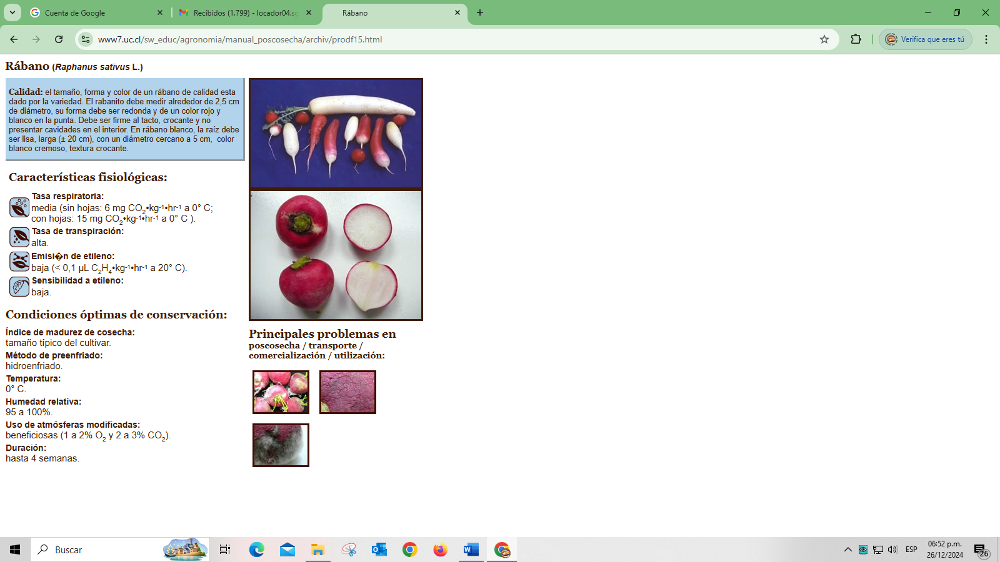 Cuenta de Google
Recibidos (1.799) - locador04.sg
Rábano
www7.uc.cl/sw_educ/agronomia/manual_poscosecha/archiv/prodf15.html
Verifica que eres tú
Rábano (Raphanus sativus L.)
Calidad: el tamaño, forma y color de un rábano de calidad esta
dado por la variedad. El rabanito debe medir alrededor de 2,5 cm
de diámetro, su forma debe ser redonda y de un color rojo y
blanco en la punta. Debe ser firme al tacto, crocante y no
presentar cavidades en el interior. En rábano blanco, la raíz debe
ser lisa, larga (± 20 cm), con un diámetro cercano a 5 cm, color
blanco cremoso, textura crocante.
Características fisiológicas:
Tasa respiratoria:
media (sin hojas: 6 mg CO2•kg-1•hr-1 a 0° C;
con hojas: 15 mg CO2•kg-1•hr-1 a 0° C ).
Tasa de transpiración:
alta.
Emisi�n de etileno:
baja (< 0,1 µL C2H4•kg-1•hr-1 a 20° C).
Sensibilidad a etileno:
baja.
Condiciones óptimas de conservación:
Índice de madurez de cosecha:
tamaño típico del cultivar.
Método de preenfriado:
hidroenfriado.
Temperatura:
0° C.
Humedad relativa:
95 a 100%.
Uso de atmósferas modificadas:
beneficiosas (1 a 2% O2 y 2 a 3% CO2).
Duración:
hasta 4 semanas.
Principales problemas en
poscosecha / transporte /
comercialización / utilización:
Buscar
ESP
06:52 p.m.
26/12/2024
26